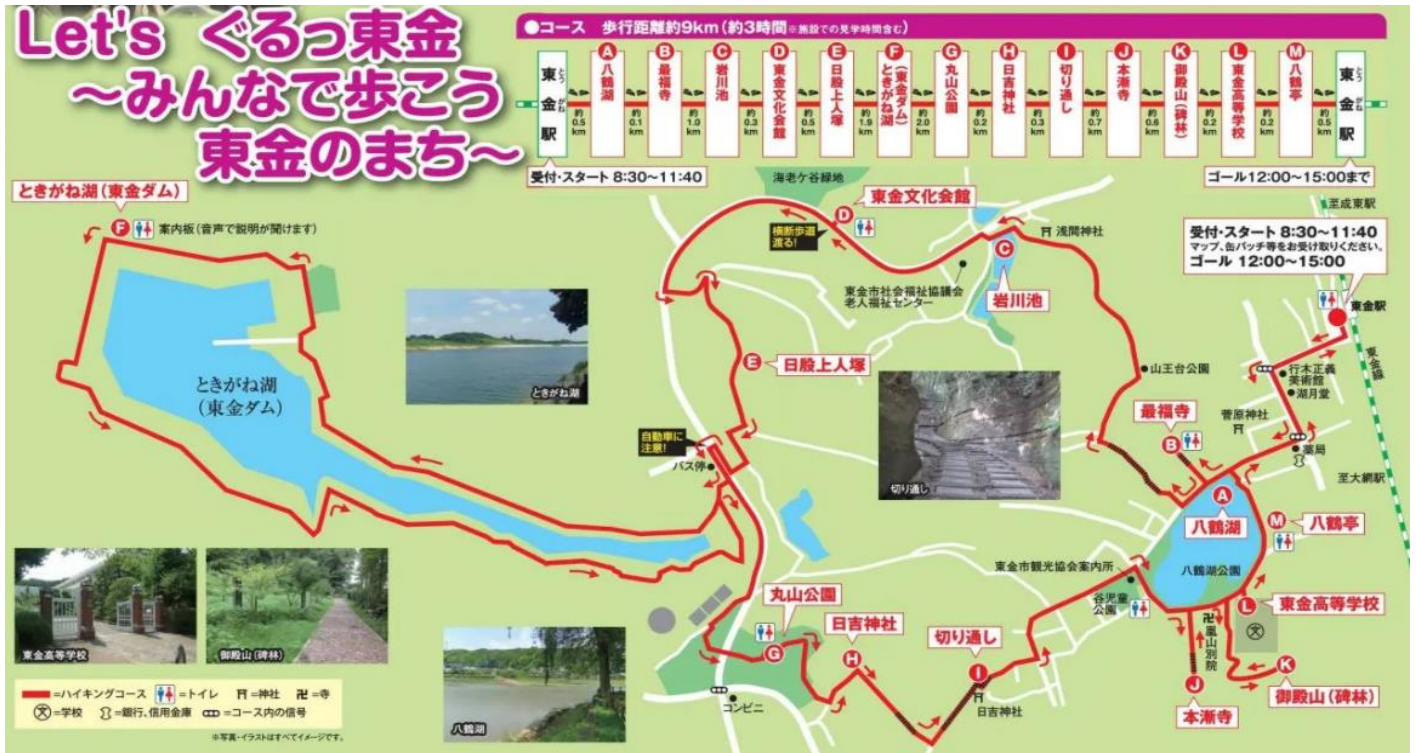 Let's ぐるっ東金
～みんなで歩こう
東金のまち～
●コース 歩行距離約9km(約3時間※施設での見学時間含む)
東金駅
とうがね
約0.5km
A 八鶴湖
約0.1km
B 最福寺
約1.0km
C 岩川池
約0.3km
D 東金文化会館
約0.5km
E 日殷上人塚
約1.9km
F ときがね湖(東金ダム)
約2.0km
G 丸山公園
約0.2km
H 日吉神社
約0.3km
I 切り通し
約0.7km
J 本漸寺
約0.6km
K 御殿山(碑林)
約0.2km
L 東金高等学校
約0.2km
M 八鶴亭
約0.5km
東金駅
とうがね
受付・スタート 8:30～11:40
ゴール12:00～15:00まで
ときがね湖(東金ダム)
F 案内板(音声で説明が聞けます)
海老ケ谷緑地
東金文化会館
D
横断歩道
渡る!
C
岩川池
浅間神社
東金市社会福祉協議会
老人福祉センター
至成東駅
受付・スタート 8:30～11:40
マップ、缶バッチ等をお受け取りください。
ゴール 12:00～15:00
東金駅
東金線
ときがね湖
(東金ダム)
ときがね湖
E 日殷上人塚
山王台公園
行木正義
美術館
湖月堂
菅原神社
最福寺
B
薬局
至大網駅
自動車に
注意!
バス停
切り通し
A
八鶴湖
M 八鶴亭
八鶴湖公園
東金市観光協会案内所
谷児童
公園
L 東金高等学校
文
卍
嵐山別院
K
御殿山(碑林)
J
本漸寺
丸山公園
G
日吉神社
H
切り通し
I
日吉神社
コンビニ
東金高等学校
御殿山(碑林)
八鶴湖
=ハイキングコース =トイレ =神社 卍=寺
文=学校 =銀行、信用金庫 =コース内の信号
※写真・イラストはすべてイメージです。